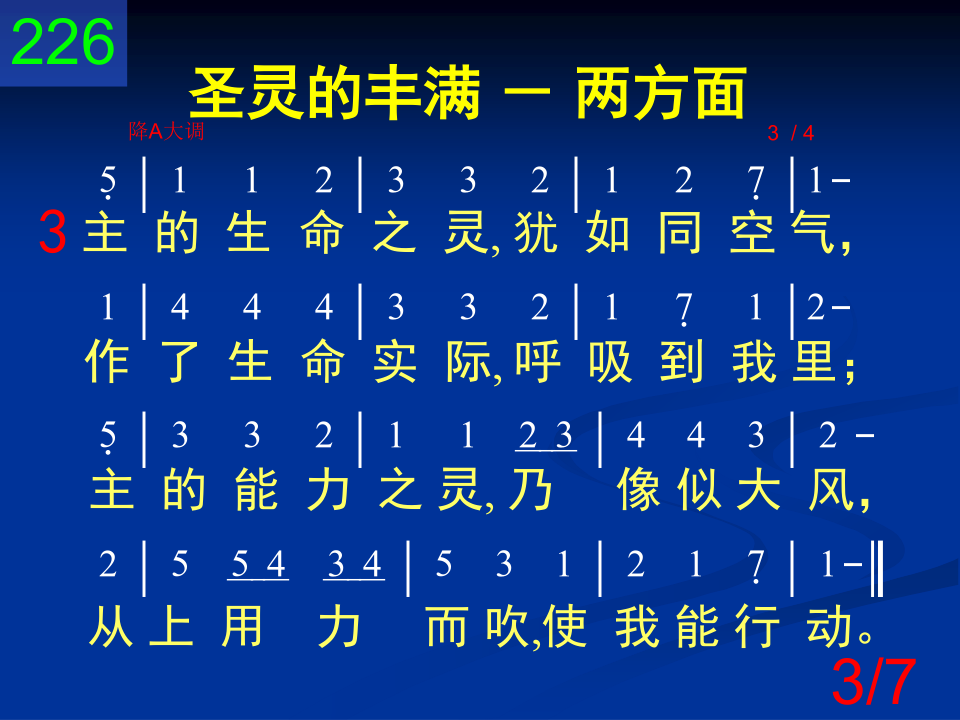 226
圣灵的丰满 － 两方面
降A大调 3 / 4
5̣ | 1 1 2 | 3 3 2 | 1 2 7̣ | 1 -
3 主 的 生 命 之 灵, 犹 如 同 空 气，
1 | 4 4 4 | 3 3 2 | 1 7̣ 1 | 2 -
作 了 生 命 实 际, 呼 吸 到 我 里；
5̣ | 3 3 2 | 1 1 2 3 | 4 4 3 | 2 -
主 的 能 力 之 灵, 乃 像 似 大 风，
2 | 5 5 4 3 4 | 5 3 1 | 2 1 7̣ | 1 - ‖
从 上 用 力 而 吹,使 我 能 行 动。
3/7